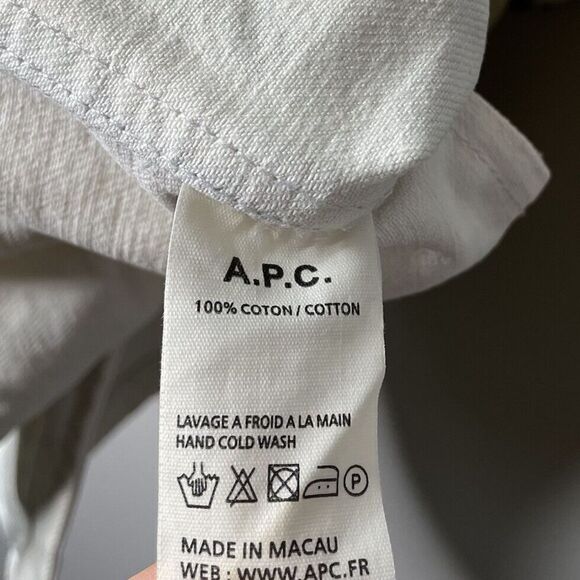 A.P.C.
100% COTON / COTTON
LAVAGE A FROID A LA MAIN
HAND COLD WASH
P
MADE IN MACAU
WEB : WWW.APC.FR